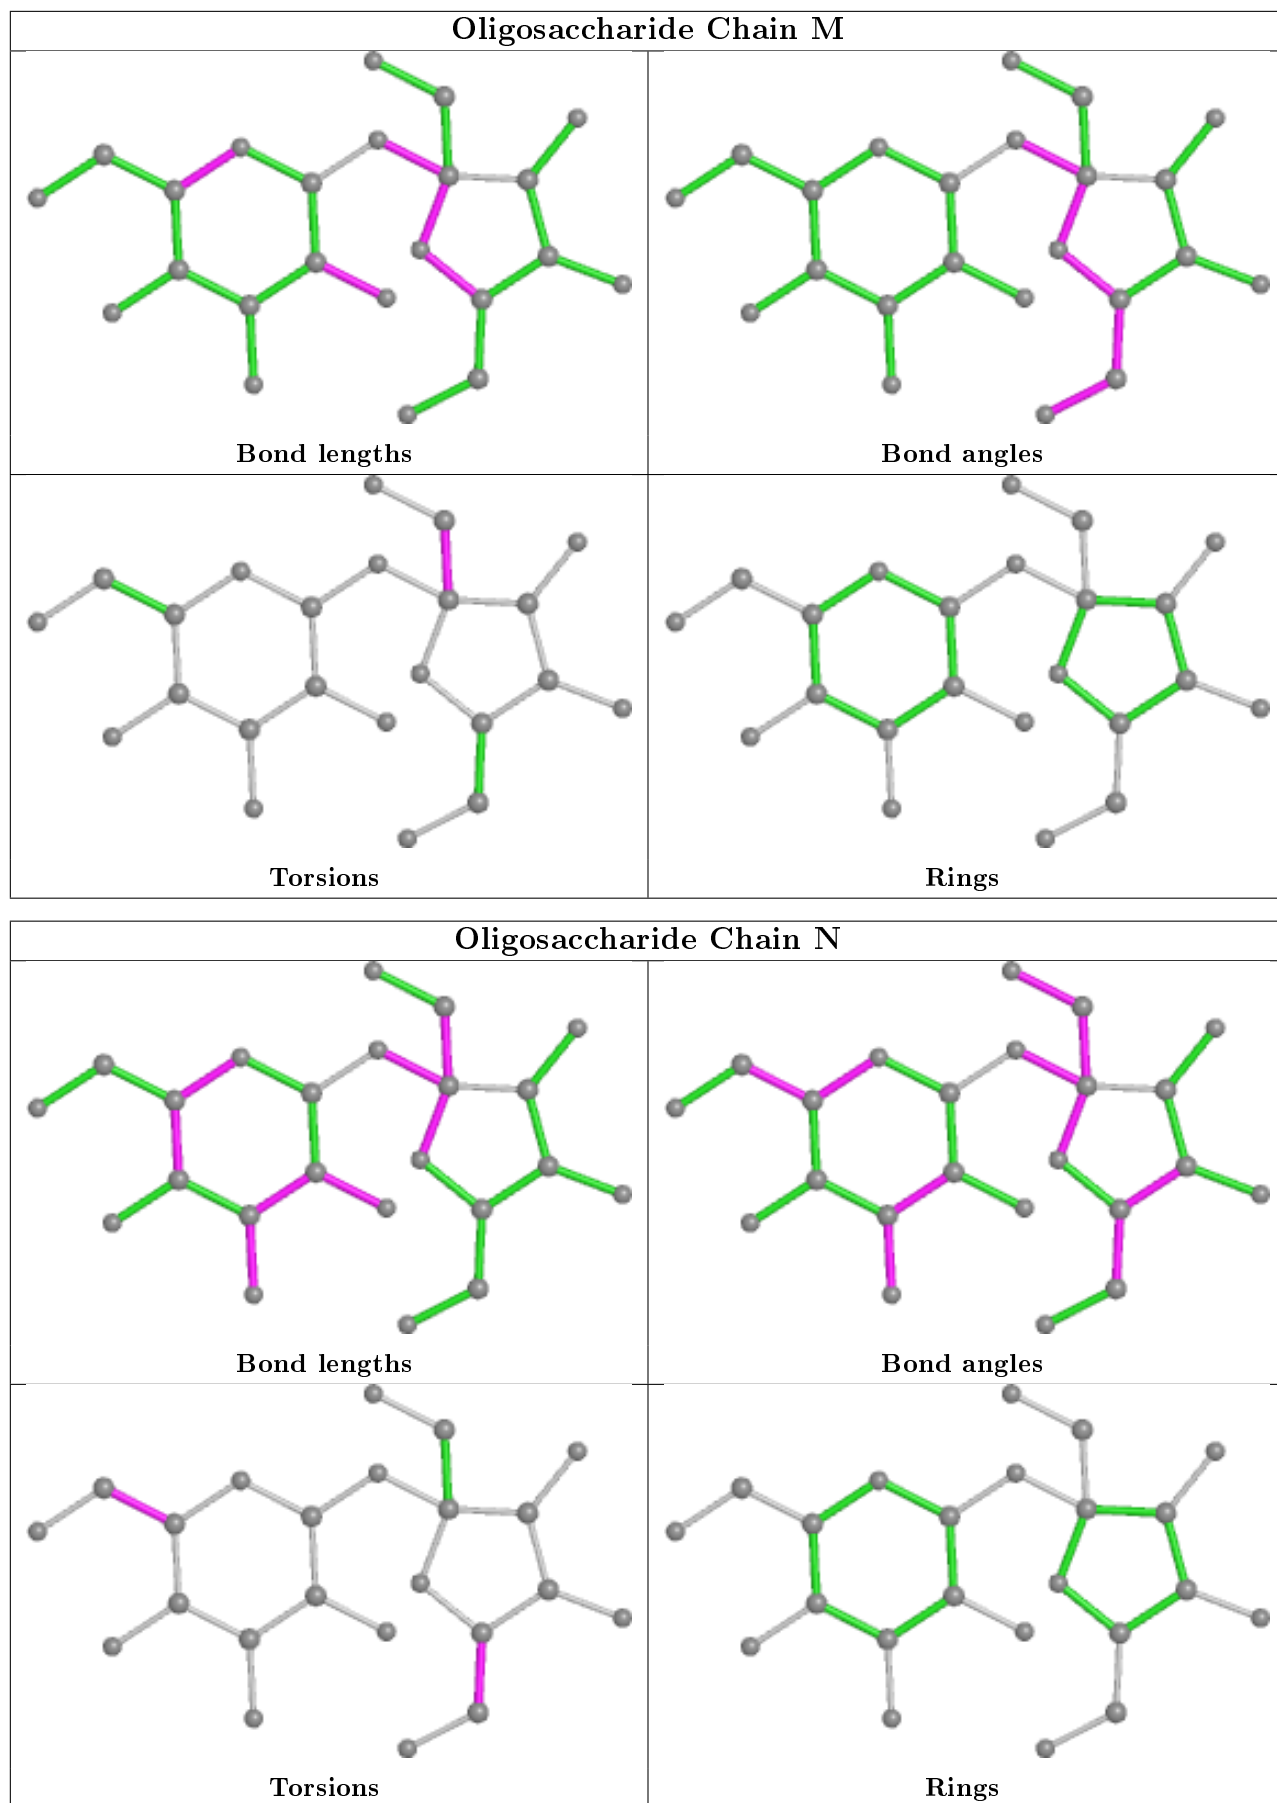 Oligosaccharide Chain M
Bond lengths
Bond angles
Torsions
Rings
Oligosaccharide Chain N
Bond lengths
Bond angles
Torsions
Rings